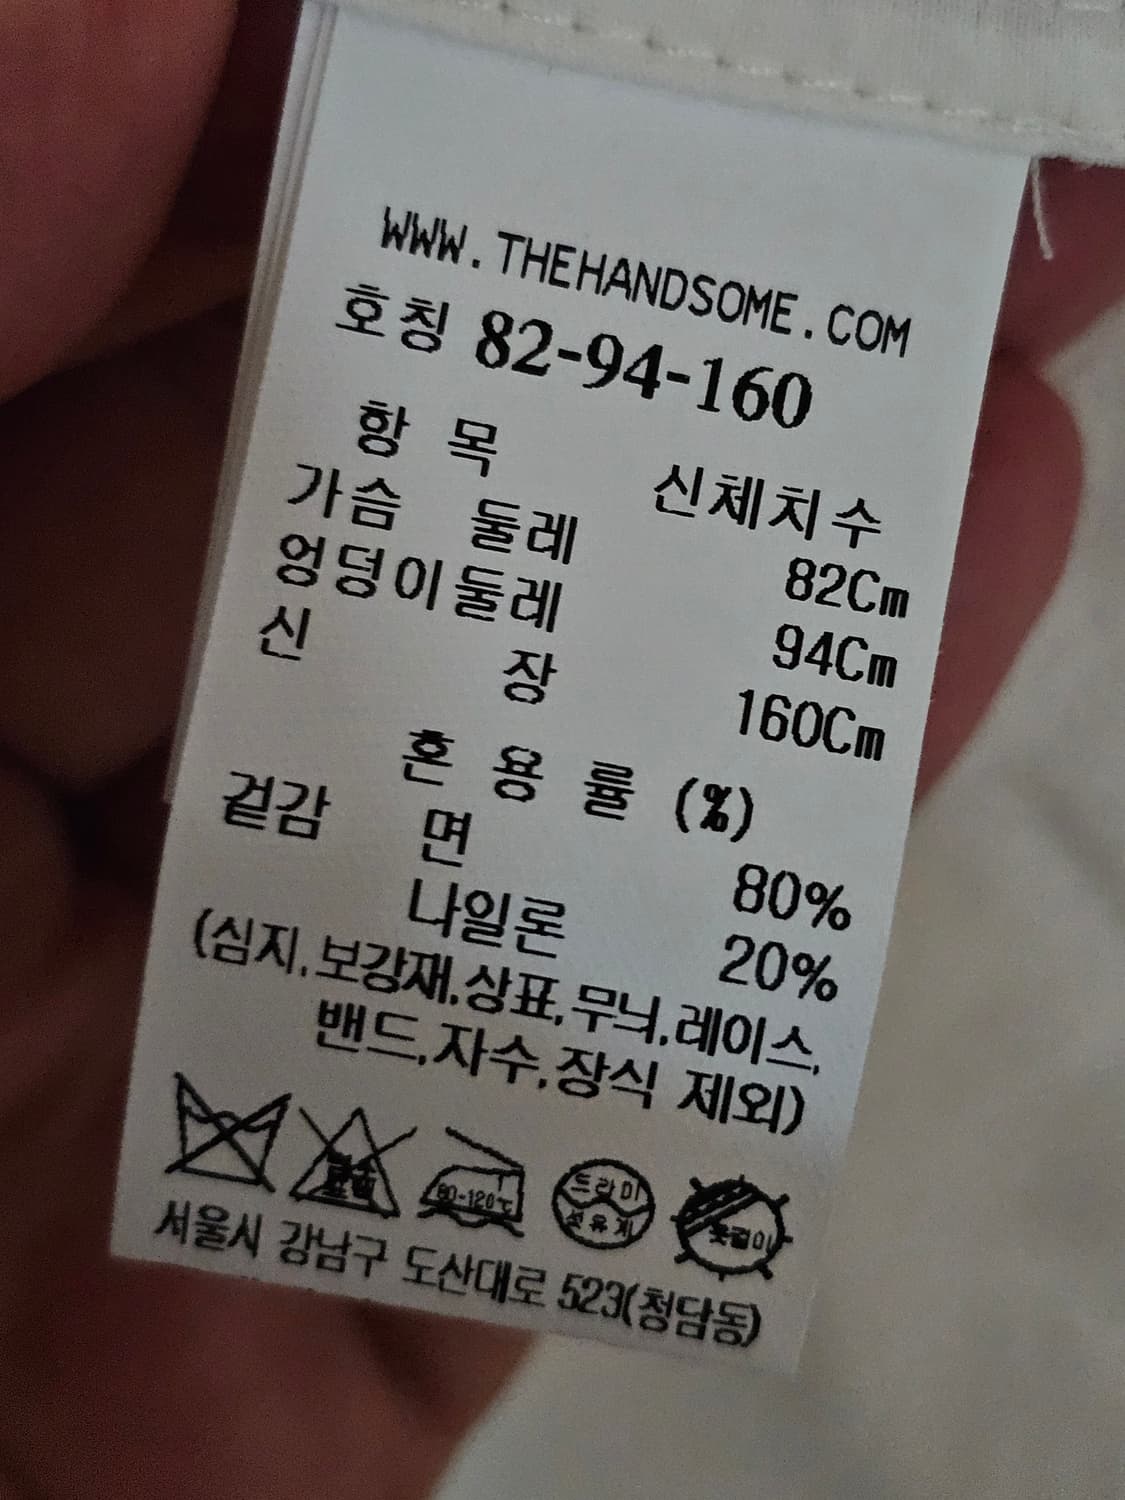 WWW.THEHANDSOME.COM
호칭 82-94-160
항 목 신체치수
가슴 둘레 82Cm
엉덩이둘레 94Cm
신 장 160Cm
혼 용 률 (%)
겉감 면 80%
나일론 20%
(심지,보강재,상표,무늬,레이스,
밴드,자수,장식 제외)
80-120℃ 드라이 석유계 옷걸이
서울시 강남구 도산대로 523(청담동)